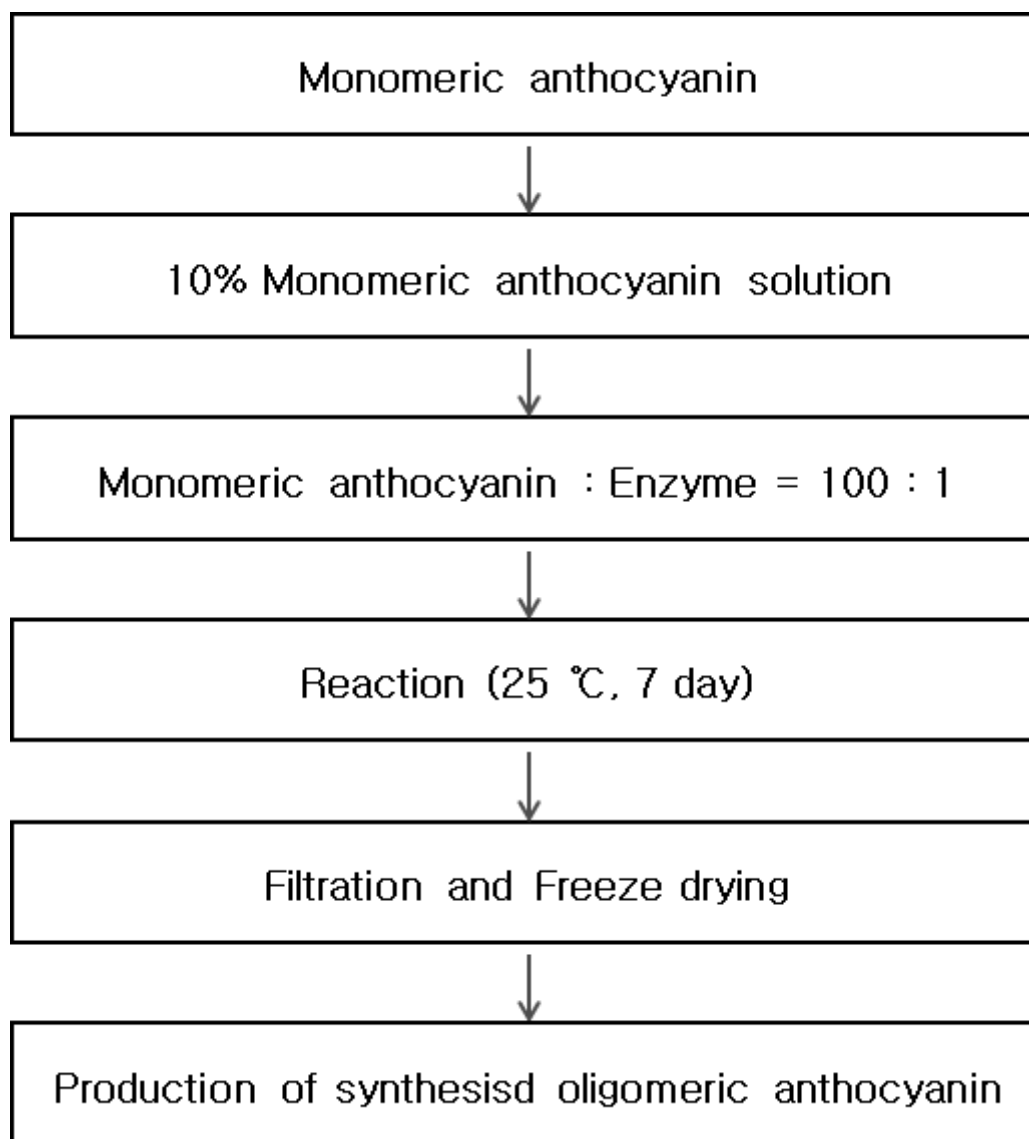 Monomeric anthocyanin
10% Monomeric anthocyanin solution
Monomeric anthocyanin : Enzyme = 100 : 1
Reaction (25 ℃, 7 day)
Filtration and Freeze drying
Production of synthesisd oligomeric anthocyanin